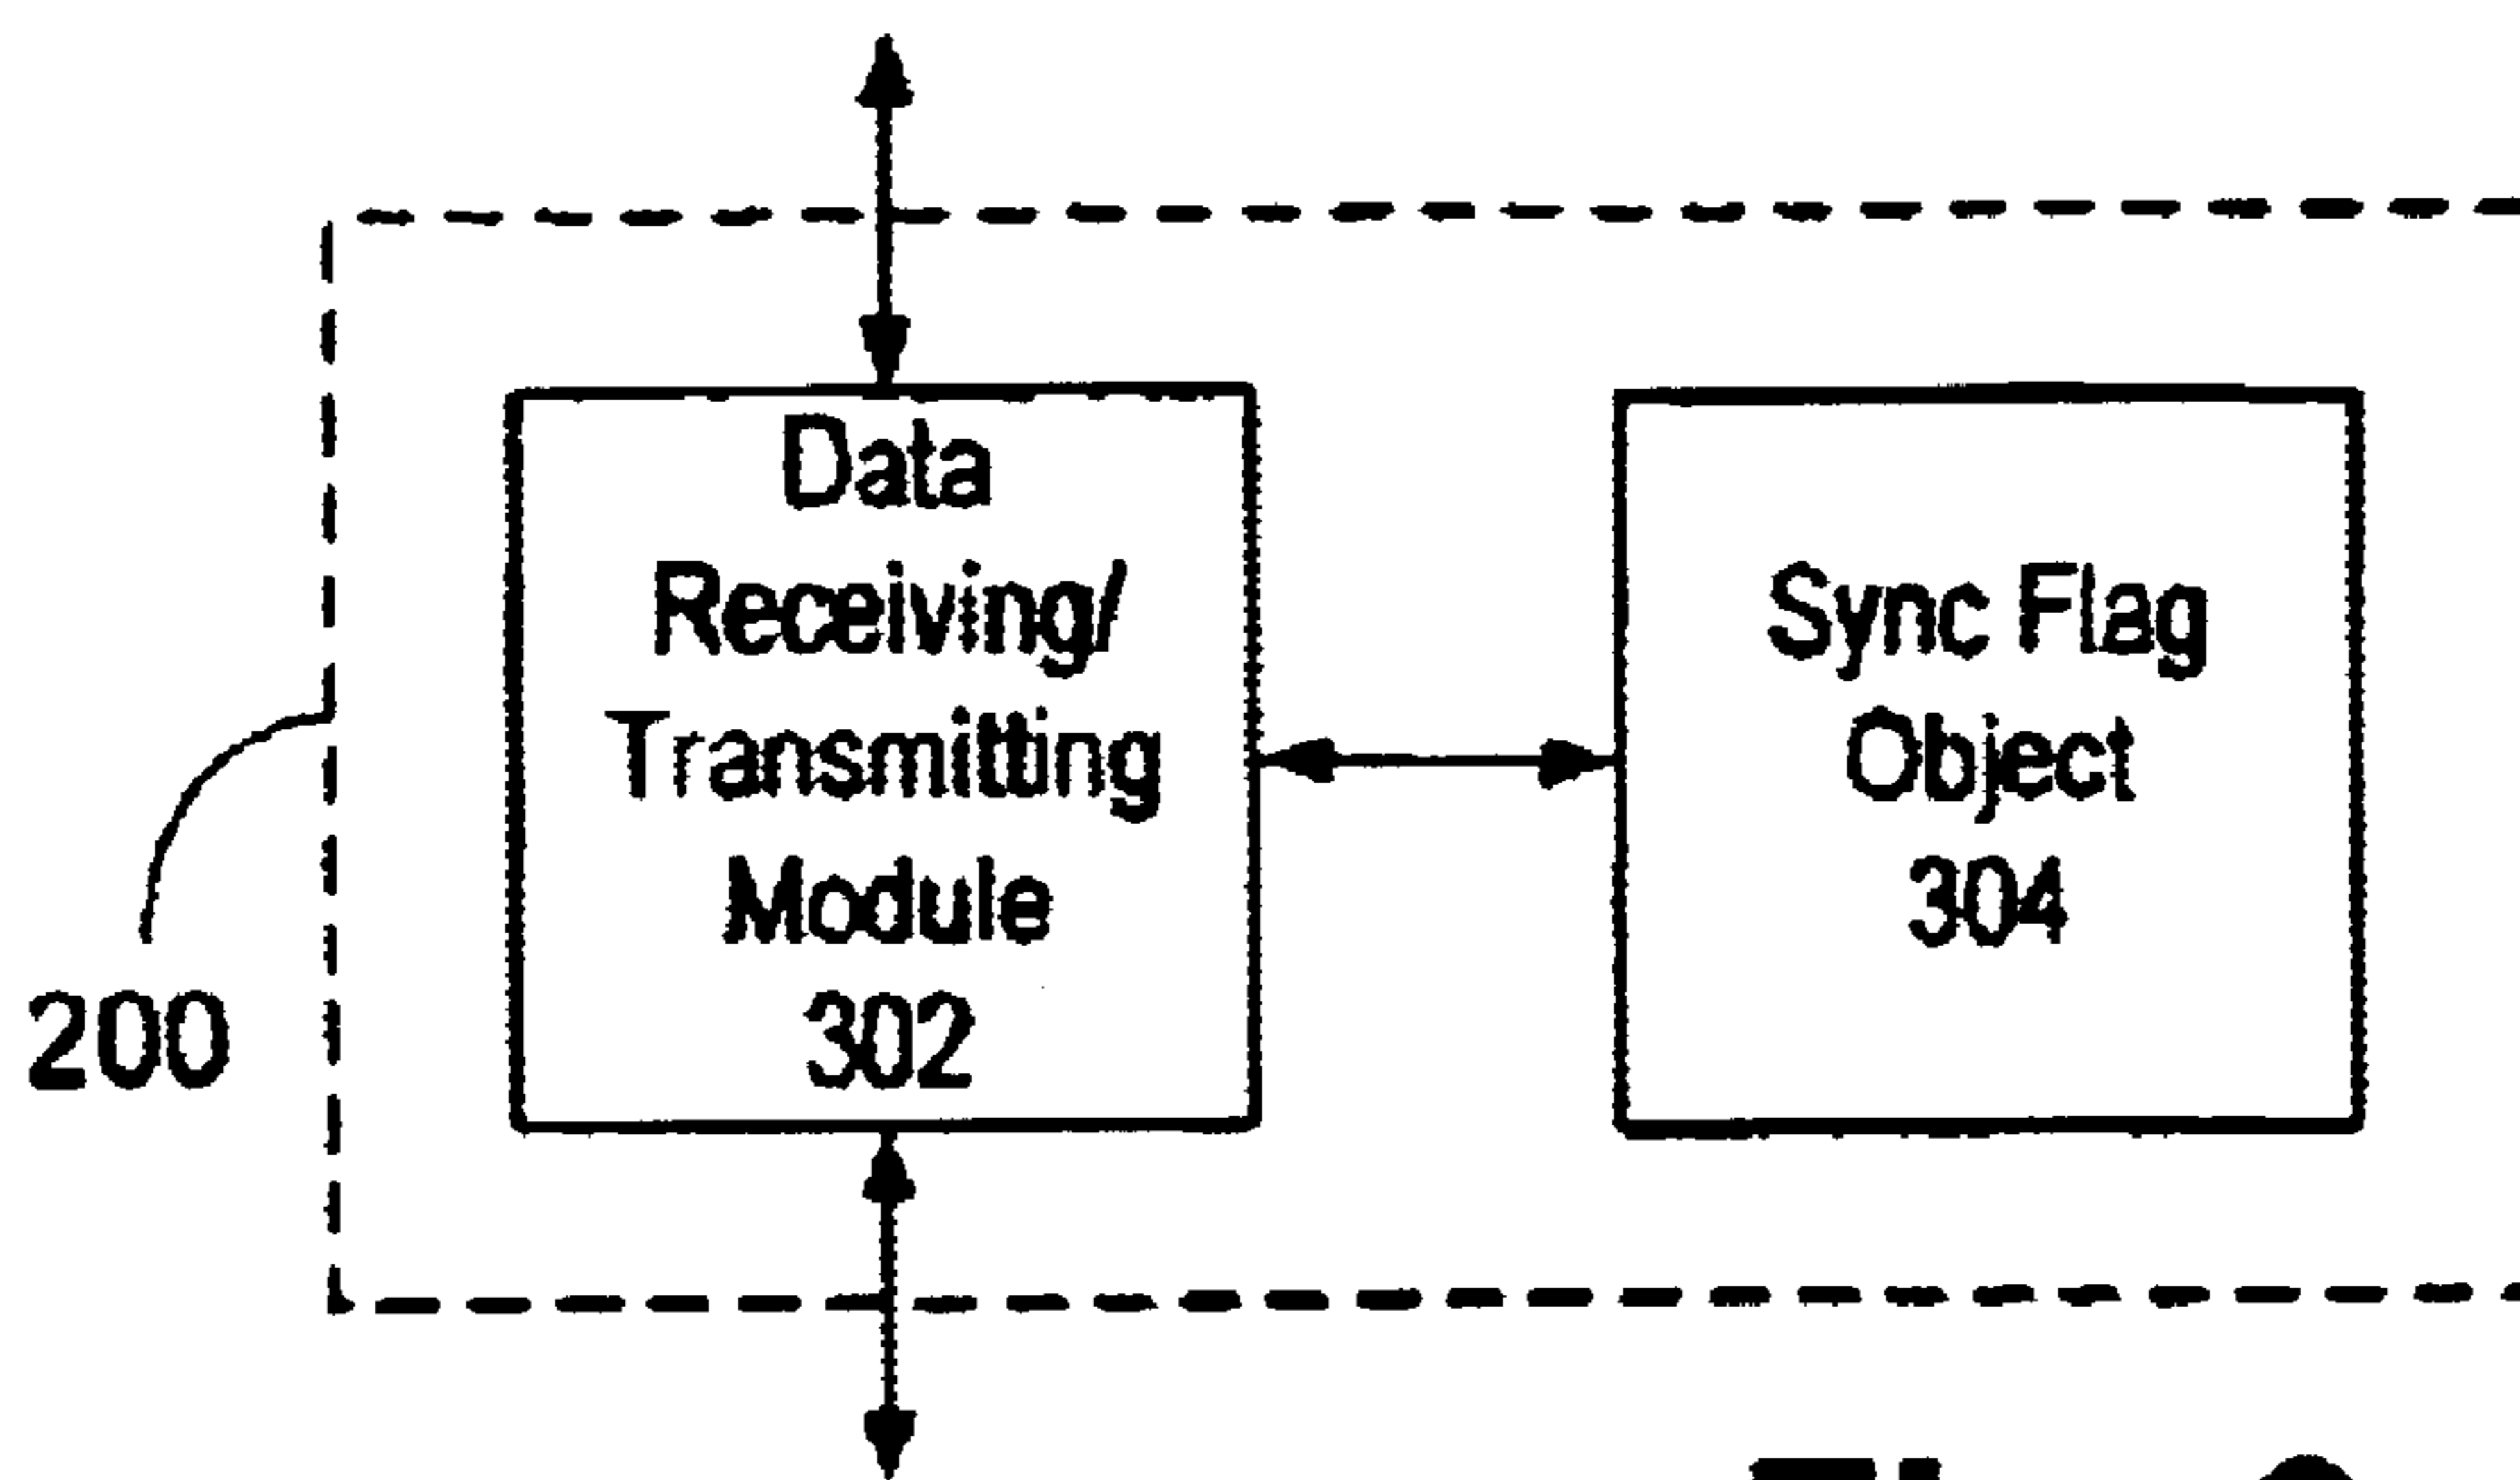 Data
Receiving/
Transmitting
Module
302
Sync Flag
Object
304
200